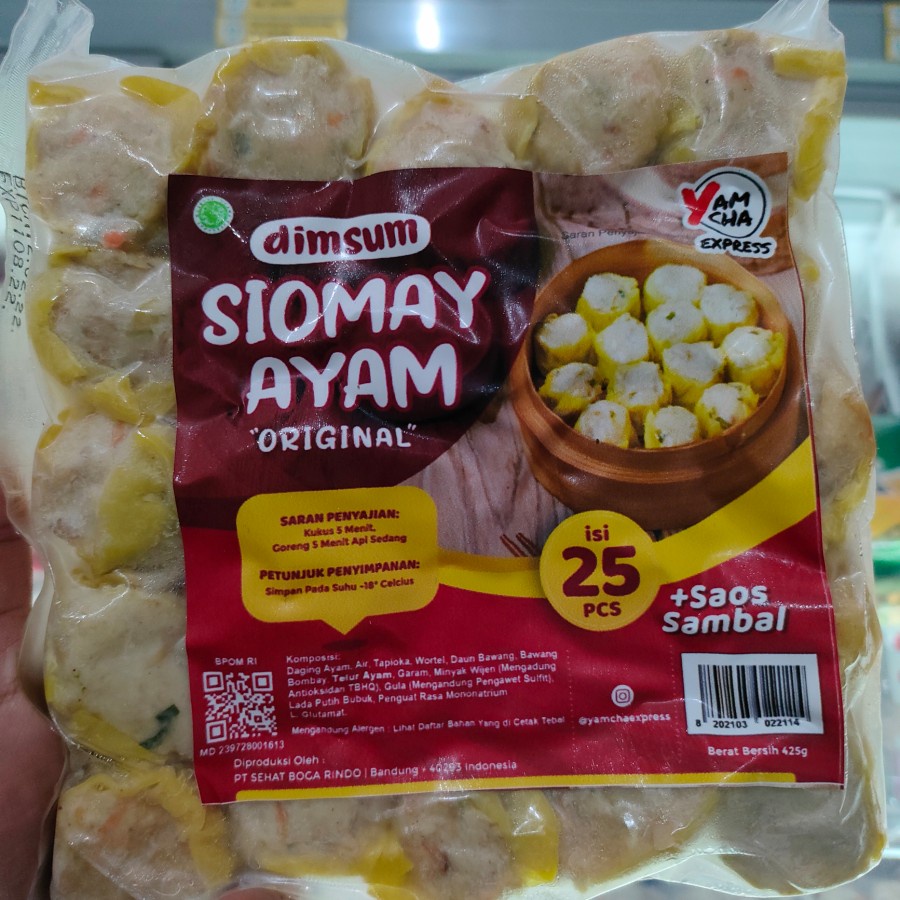 dimsum
SIOMAY
AYAM
"ORIGINAL"
YAM
CHA
EXPRESS
Saran Penyaj
SARAN PENYAJIAN:
Kukus 5 Menit,
Goreng 5 Menit Api Sedang
PETUNJUK PENYIMPANAN:
Simpan Pada Suhu -18° Celcius
isi
25
PCS
+Saos
Sambal
BPOM RI
MD 239728001613
Komposisi:
Daging Ayam, Air, Tapioka, Wortel, Daun Bawang, Bawang
Bombay, Telur Ayam, Garam, Minyak Wijen (Mengadung
Antioksidan TBHQ), Gula (Mengandung Pengawet Sulfit),
Lada Putih Bubuk, Penguat Rasa Mononatrium
L. Glutamat.
Mengandung Alergen : Lihat Daftar Bahan Yang di Cetak Tebal
@yamchaexpress
8 202103 022114
Berat Bersih 425g
Diproduksi Oleh :
PT SEHAT BOGA RINDO | Bandung - 40293 Indonesia